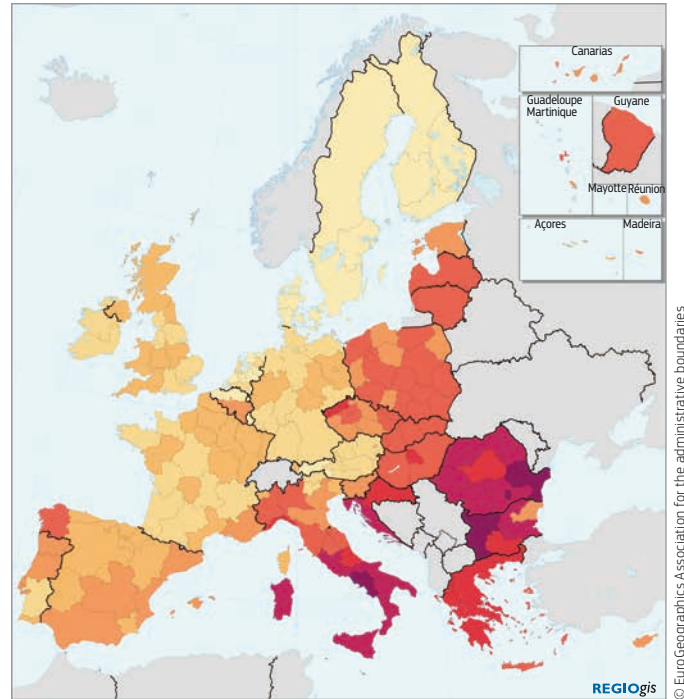 Canarias
Guadeloupe
Martinique
Guyane
Mayotte
Réunion
Açores
Madeira
REGIOgis
© EuroGeographics Association for the administrative boundaries